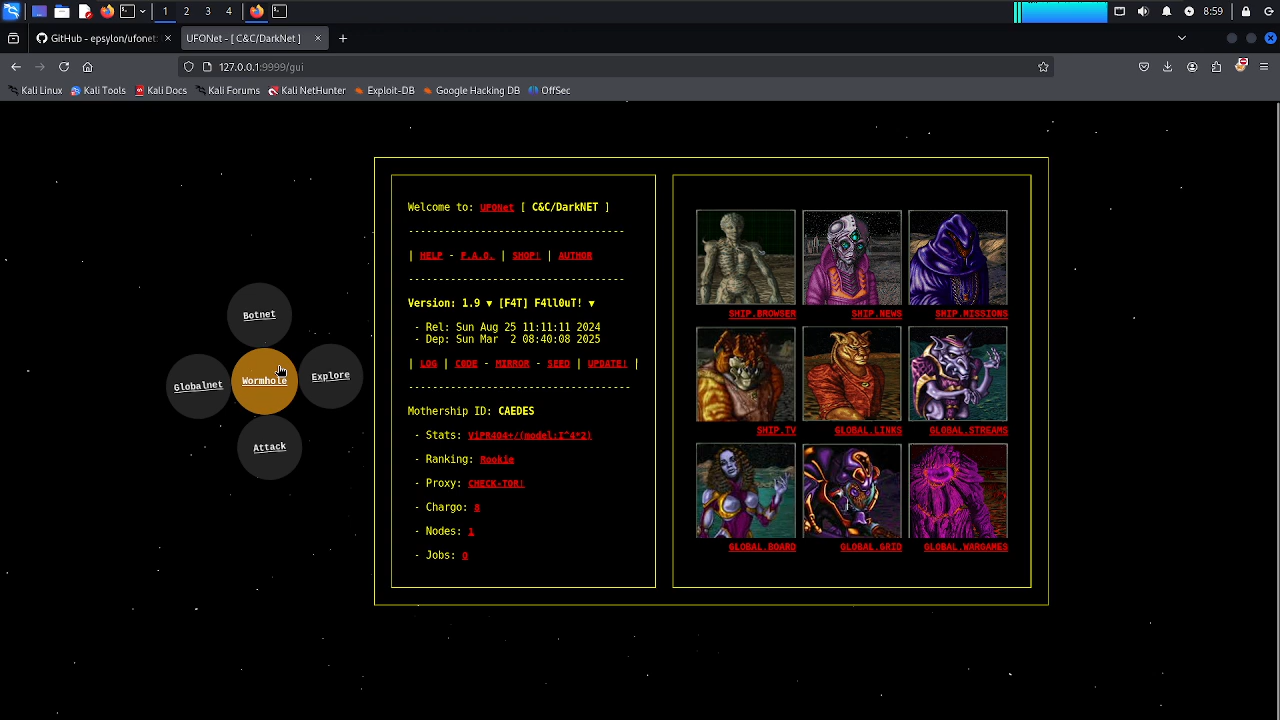 1 2 3 4 8:59
GitHub - epsylon/ufonet: UFONet - [ C&C/DarkNet ]
127.0.0.1:9999/gui
Kali Linux Kali Tools Kali Docs Kali Forums Kali NetHunter Exploit-DB Google Hacking DB OffSec
Botnet
Globalnet Wormhole Explore
Attack
Welcome to: UFONet [ C&C/DarkNET ]
-----------------------------------
| HELP - F.A.Q. | SHOP! | AUTHOR
-----------------------------------
Version: 1.9 ▼ [F4T] F4ll0uT! ▼
- Rel: Sun Aug 25 11:11:11 2024
- Dep: Sun Mar 2 08:40:08 2025
| LOG | CODE - MIRROR - SEED | UPDATE! |
------------------------------------
Mothership ID: CAEDES
- Stats: ViPR404+/(model:I^4*2)
- Ranking: Rookie
- Proxy: CHECK-TOR!
- Chargo: 8
- Nodes: 1
- Jobs: 0
SHIP.BROWSER SHIP.NEWS SHIP.MISSIONS
SHIP.TV GLOBAL.LINKS GLOBAL.STREAMS
GLOBAL.BOARD GLOBAL.GRID GLOBAL.WARGAMES